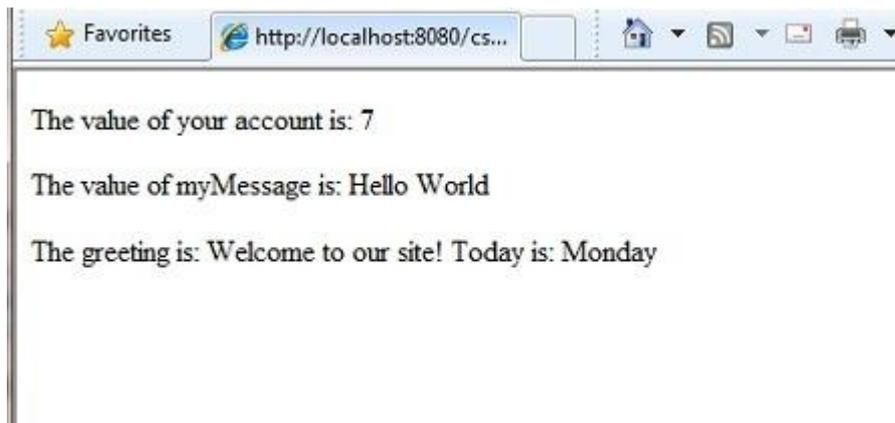 Favorites
http://localhost:8080/cs...
The value of your account is: 7
The value of myMessage is: Hello World
The greeting is: Welcome to our site! Today is: Monday